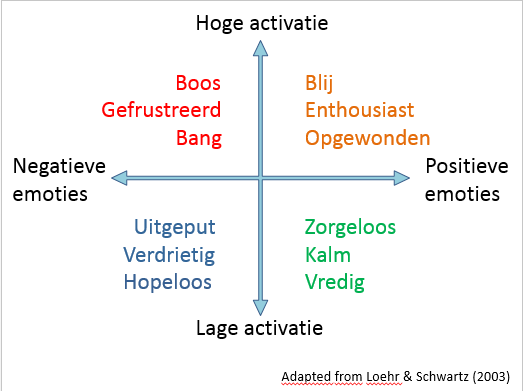 Hoge activatie
Boos
Gefrustreerd
Bang
Blij
Enthousiast
Opgewonden
Negatieve
emoties
Positieve
emoties
Uitgeput
Verdrietig
Hopeloos
Zorgeloos
Kalm
Vredig
Lage activatie
Adapted from Loehr & Schwartz (2003)